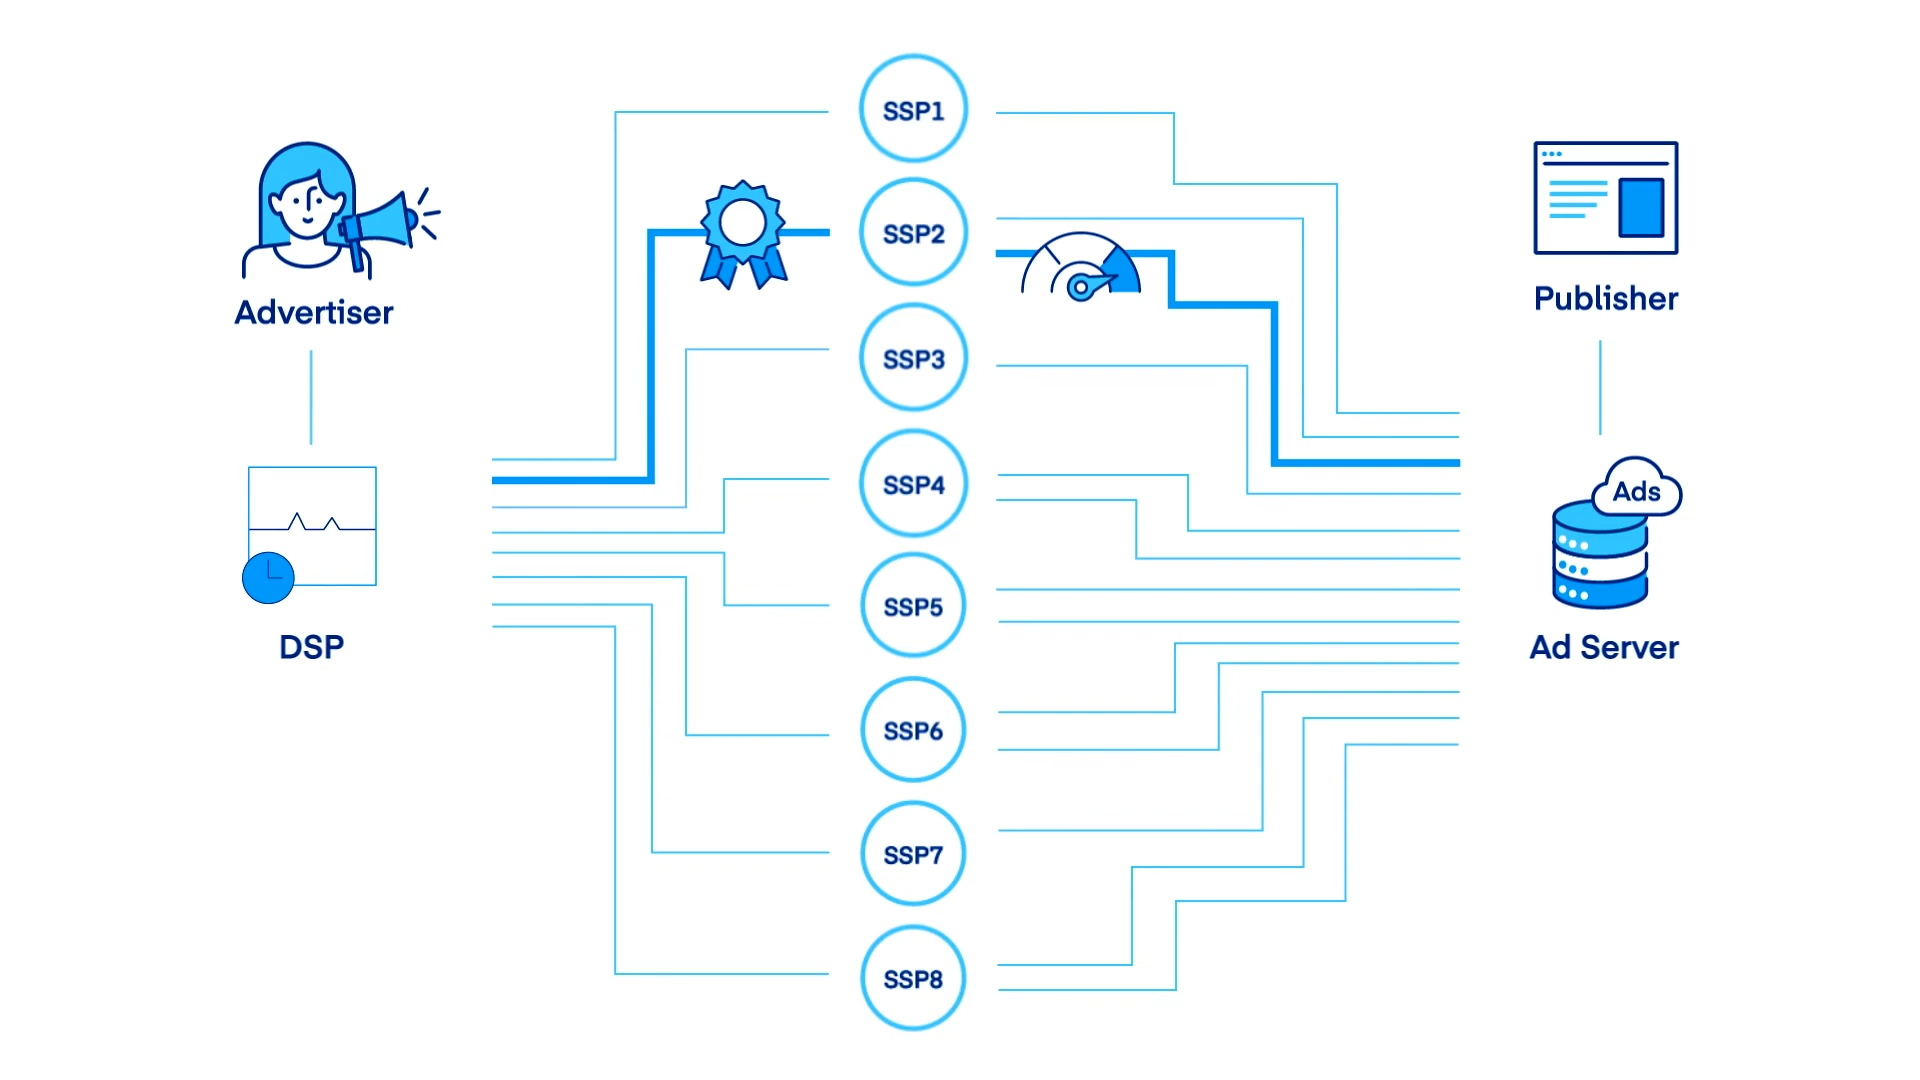 Advertiser
DSP
SSP1
SSP2
SSP3
SSP4
SSP5
SSP6
SSP7
SSP8
Publisher
Ads
Ad Server